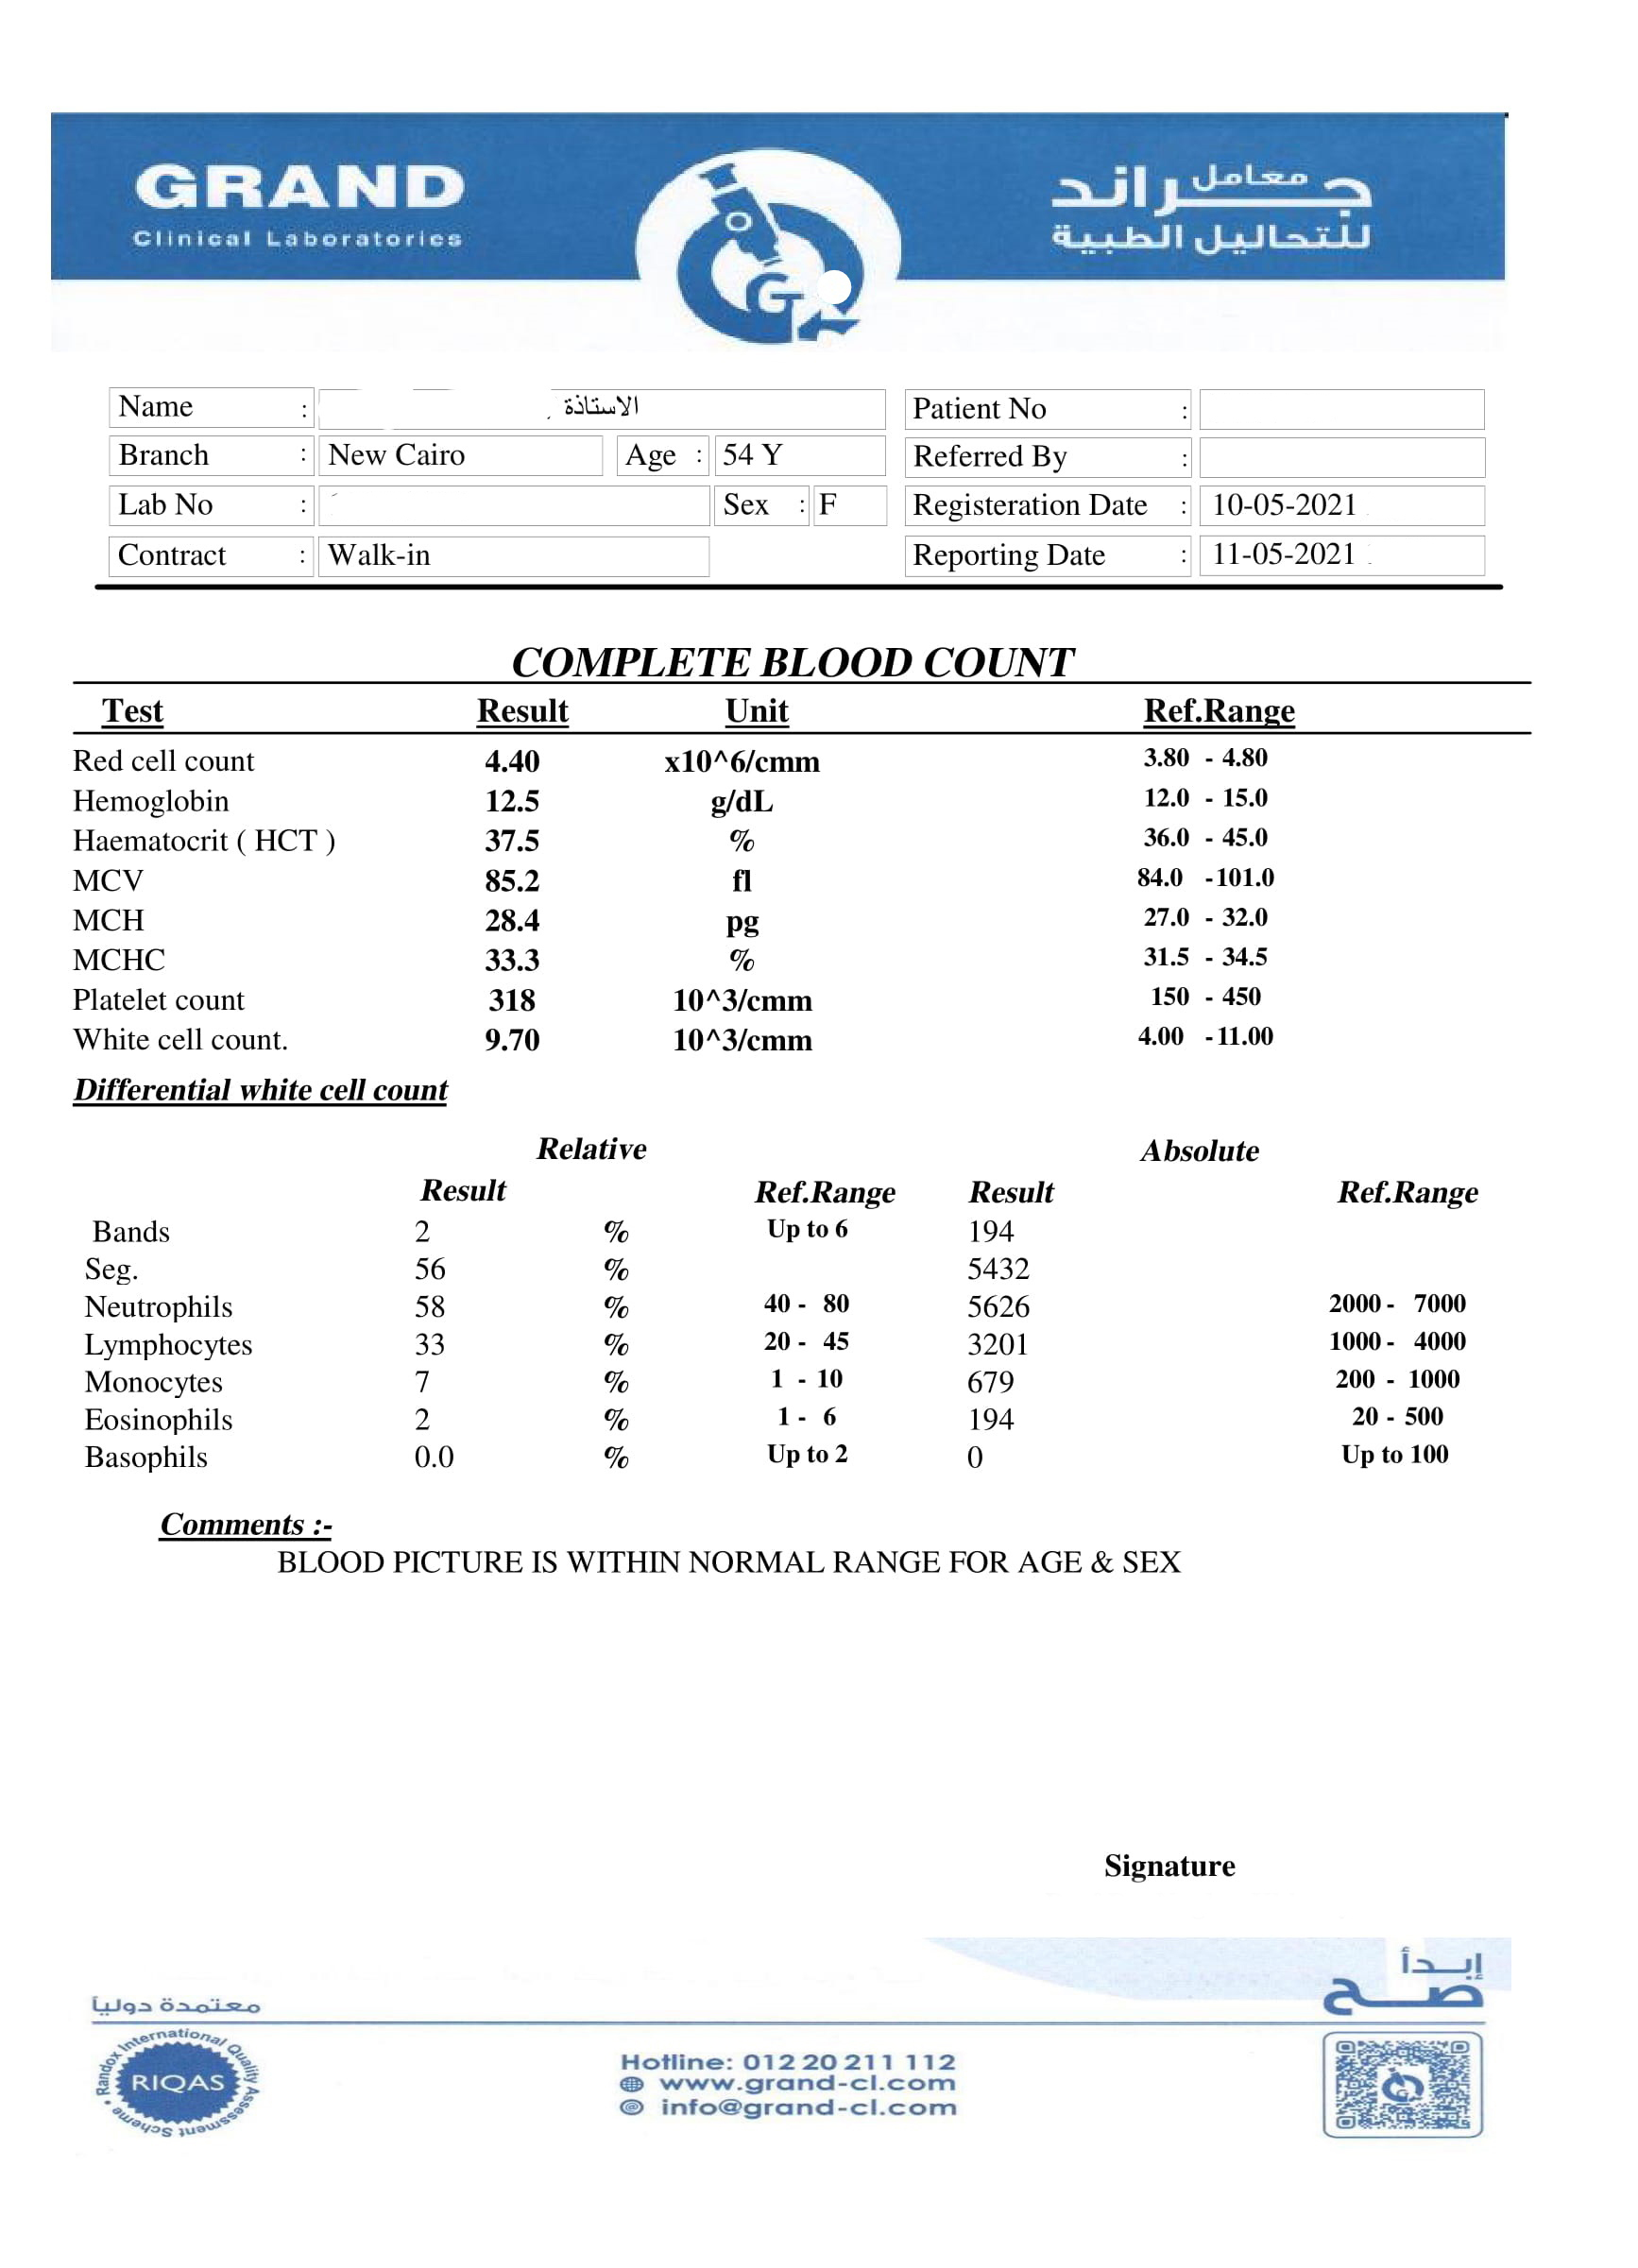 GRAND
Clinical Laboratories
معامل جراند
للتحاليل الطبية
G
Name : الاستاذة
Patient No :
Branch : New Cairo Age : 54 Y
Referred By :
Lab No : Sex : F
Registeration Date : 10-05-2021
Contract : Walk-in
Reporting Date : 11-05-2021
COMPLETE BLOOD COUNT
Test Result Unit Ref.Range
Red cell count 4.40 x10^6/cmm 3.80 - 4.80
Hemoglobin 12.5 g/dL 12.0 - 15.0
Haematocrit ( HCT ) 37.5 % 36.0 - 45.0
MCV 85.2 fl 84.0 -101.0
MCH 28.4 pg 27.0 - 32.0
MCHC 33.3 % 31.5 - 34.5
Platelet count 318 10^3/cmm 150 - 450
White cell count. 9.70 10^3/cmm 4.00 -11.00
Differential white cell count
Relative Absolute
Result Ref.Range Result Ref.Range
Bands 2 % Up to 6 194
Seg. 56 % 5432
Neutrophils 58 % 40 - 80 5626 2000 - 7000
Lymphocytes 33 % 20 - 45 3201 1000 - 4000
Monocytes 7 % 1 - 10 679 200 - 1000
Eosinophils 2 % 1 - 6 194 20 - 500
Basophils 0.0 % Up to 2 0 Up to 100
Comments :-
BLOOD PICTURE IS WITHIN NORMAL RANGE FOR AGE & SEX
Signature
إبدأ
صح
معتمدة دولياً
Randox International Quality Assessment Scheme
RIQAS
Hotline: 012 20 211 112
www.grand-cl.com
info@grand-cl.com